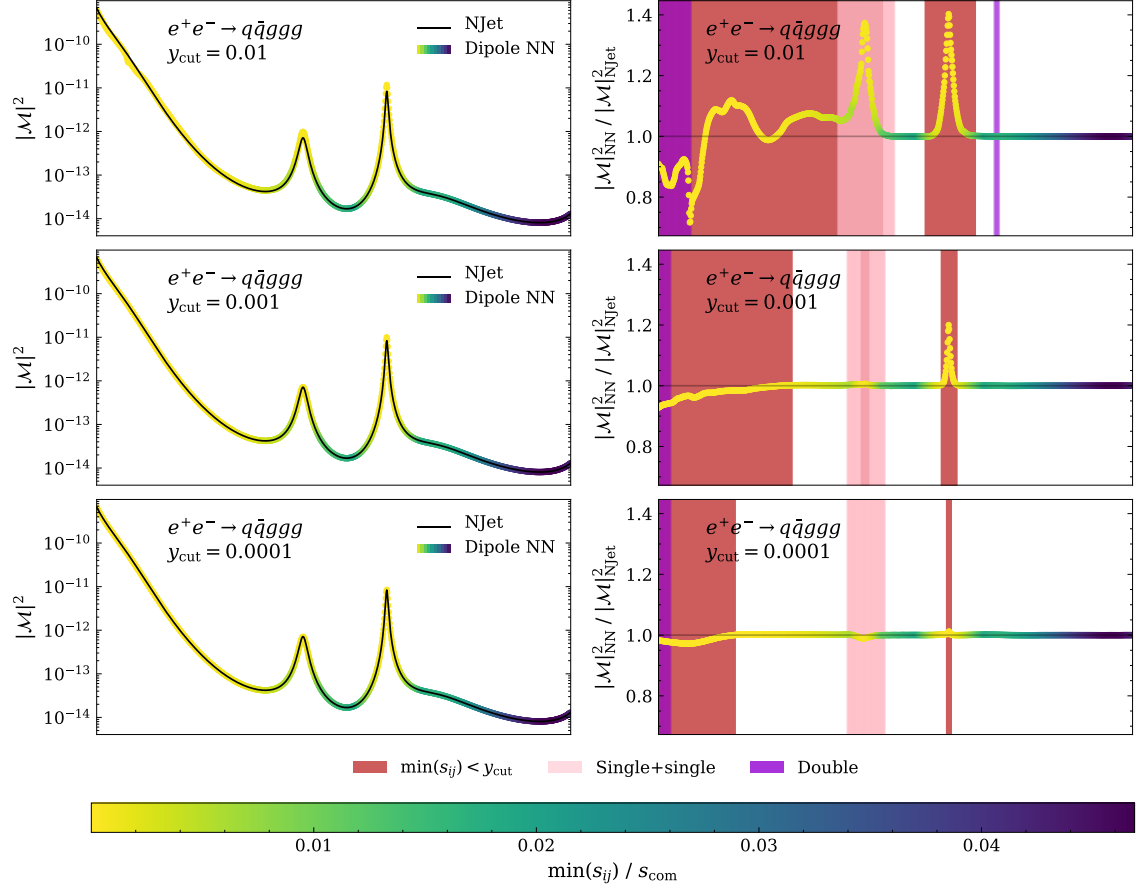 |ℳ|²
10⁻¹⁰
10⁻¹¹
10⁻¹²
10⁻¹³
10⁻¹⁴
e⁺e⁻ → qq̄ggg
y_cut = 0.01
NJet
Dipole NN
|ℳ|²_NN / |ℳ|²_NJet
1.4
1.2
1.0
0.8
e⁺e⁻ → qq̄ggg
y_cut = 0.01
|ℳ|²
10⁻¹⁰
10⁻¹¹
10⁻¹²
10⁻¹³
10⁻¹⁴
e⁺e⁻ → qq̄ggg
y_cut = 0.001
NJet
Dipole NN
|ℳ|²_NN / |ℳ|²_NJet
1.4
1.2
1.0
0.8
e⁺e⁻ → qq̄ggg
y_cut = 0.001
|ℳ|²
10⁻¹⁰
10⁻¹¹
10⁻¹²
10⁻¹³
10⁻¹⁴
e⁺e⁻ → qq̄ggg
y_cut = 0.0001
NJet
Dipole NN
|ℳ|²_NN / |ℳ|²_NJet
1.4
1.2
1.0
0.8
e⁺e⁻ → qq̄ggg
y_cut = 0.0001
min(s_ij) < y_cut Single+single Double
0.01 0.02 0.03 0.04
min(s_ij) / s_com